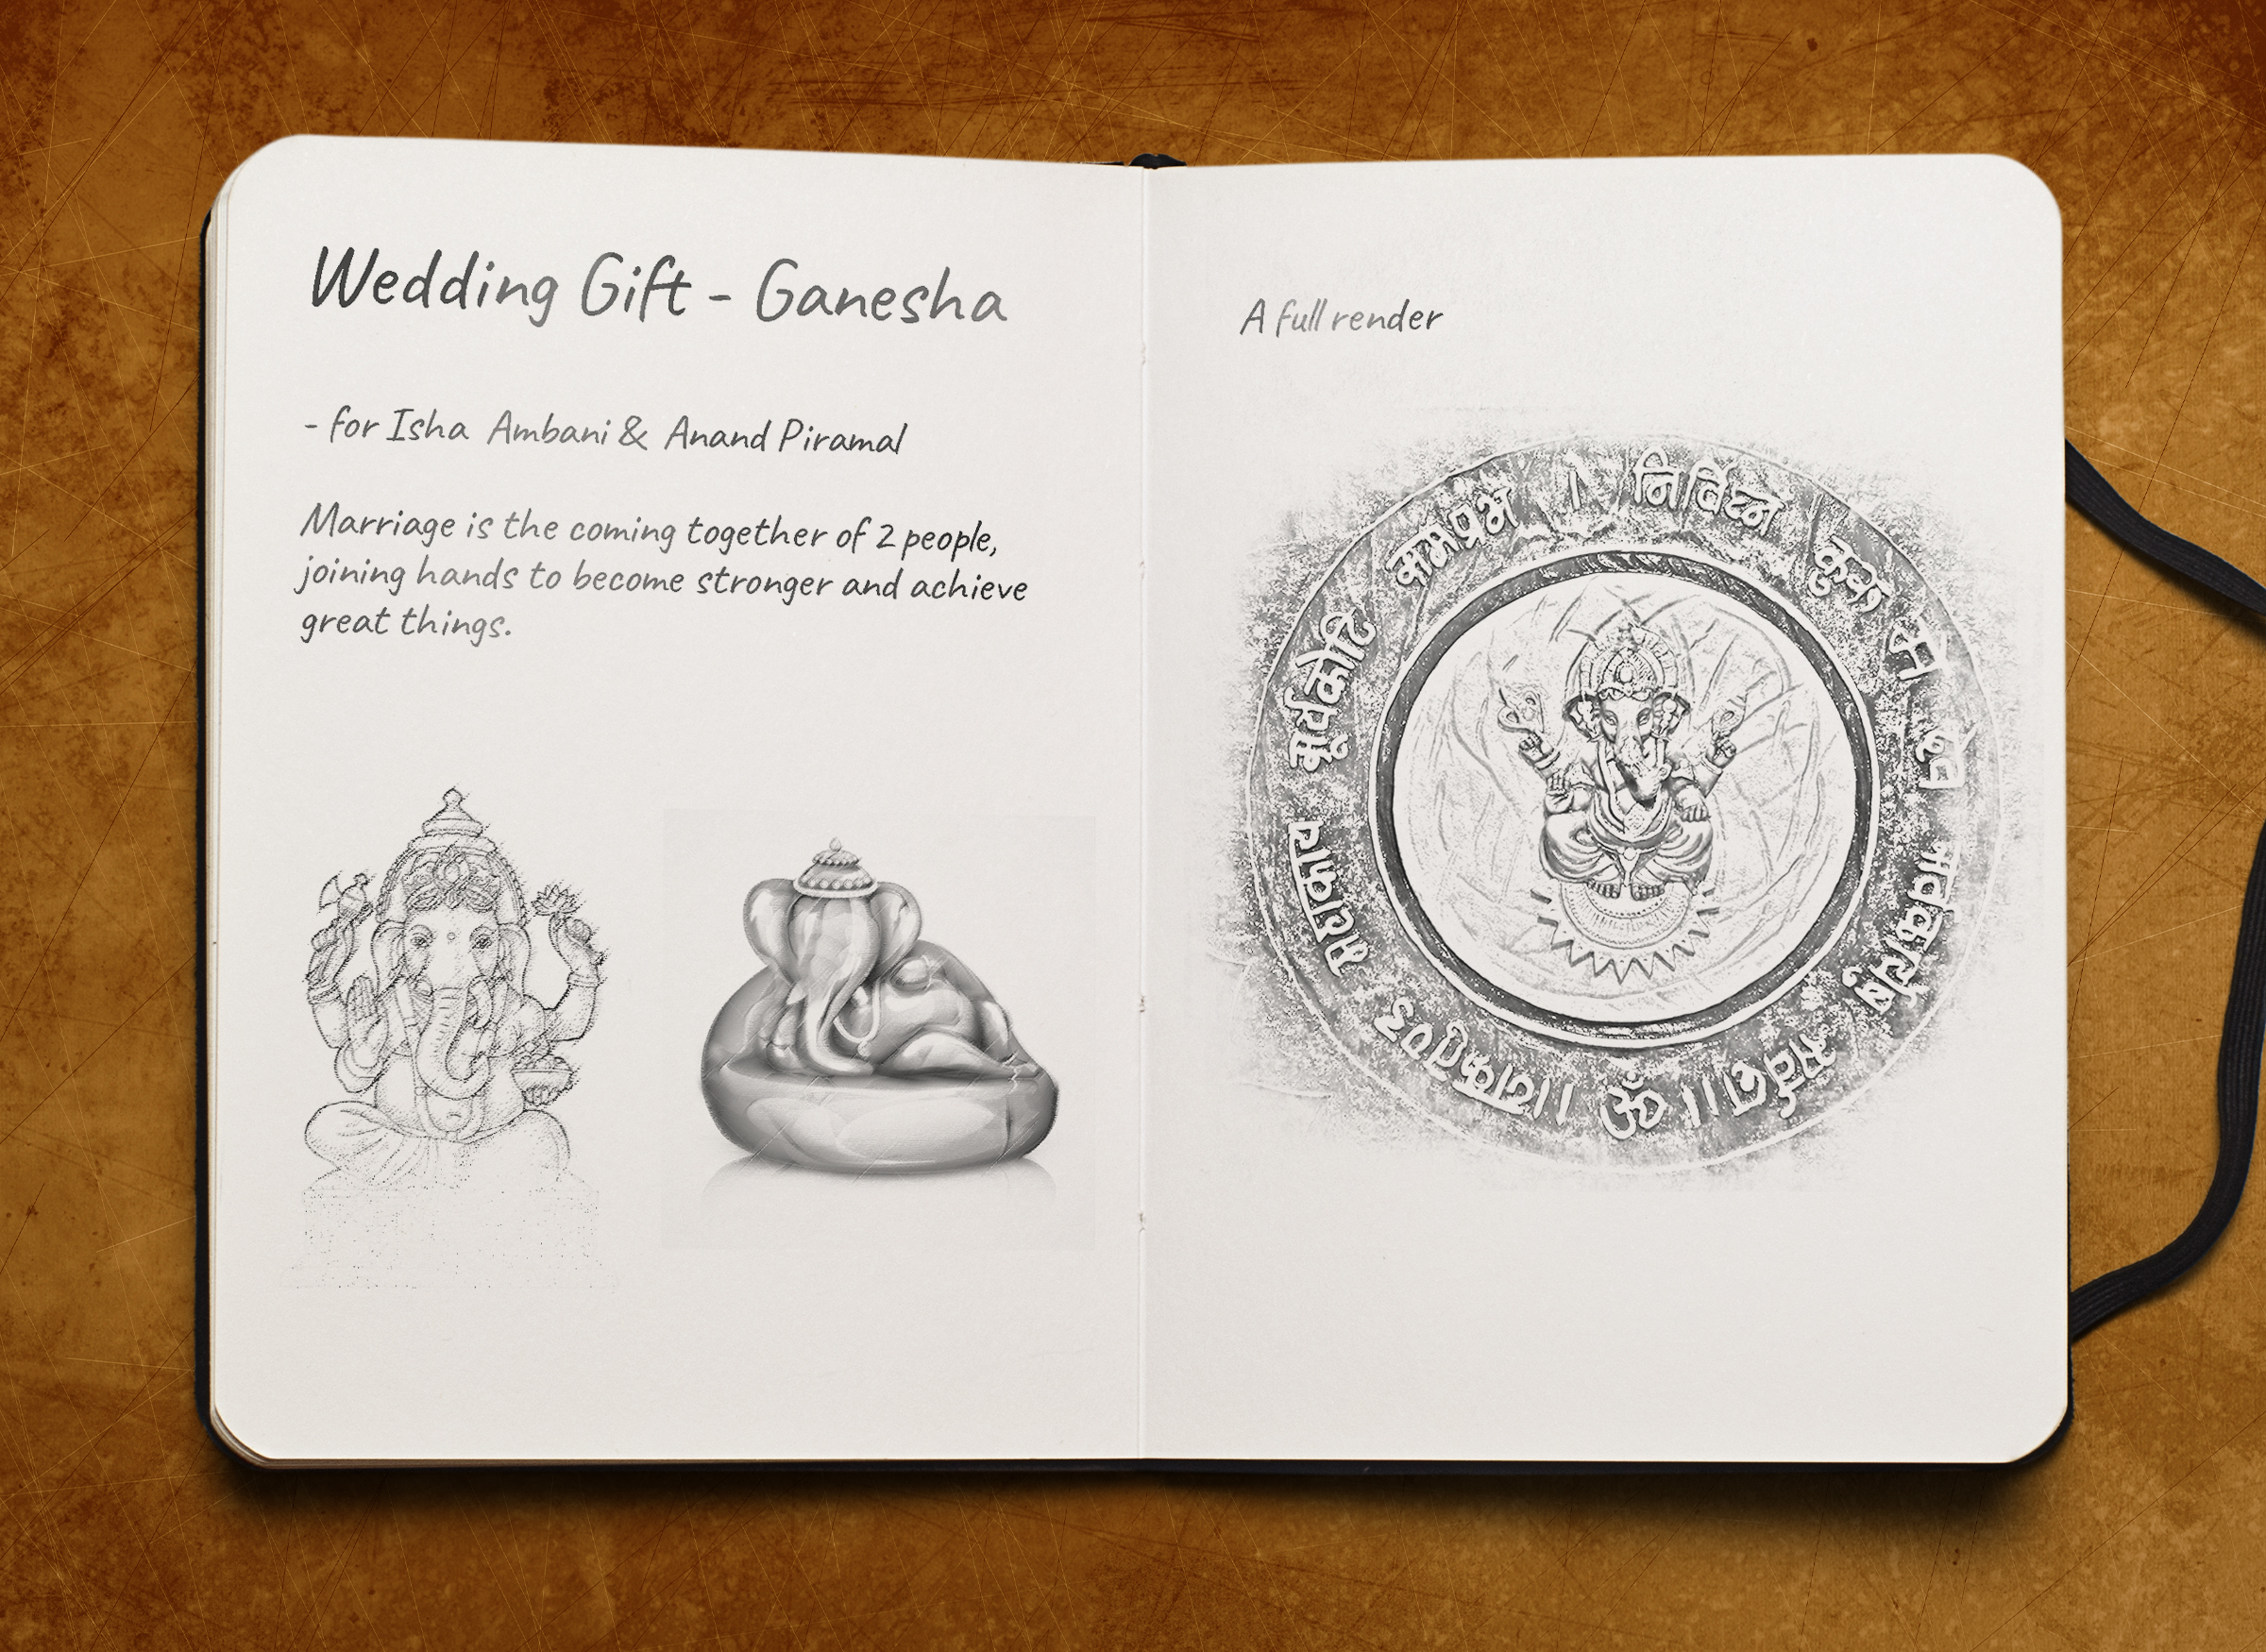 Wedding Gift - Ganesha
- for Isha Ambani & Anand Piramal
Marriage is the coming together of 2 people,
joining hands to become stronger and achieve
great things.
A full render
ॐ ।। वक्रतुण्ड महाकाय सूर्यकोटि समप्रभ । निर्विघ्न कुरु मे देव सर्वकार्येषु सर्वदा ।।